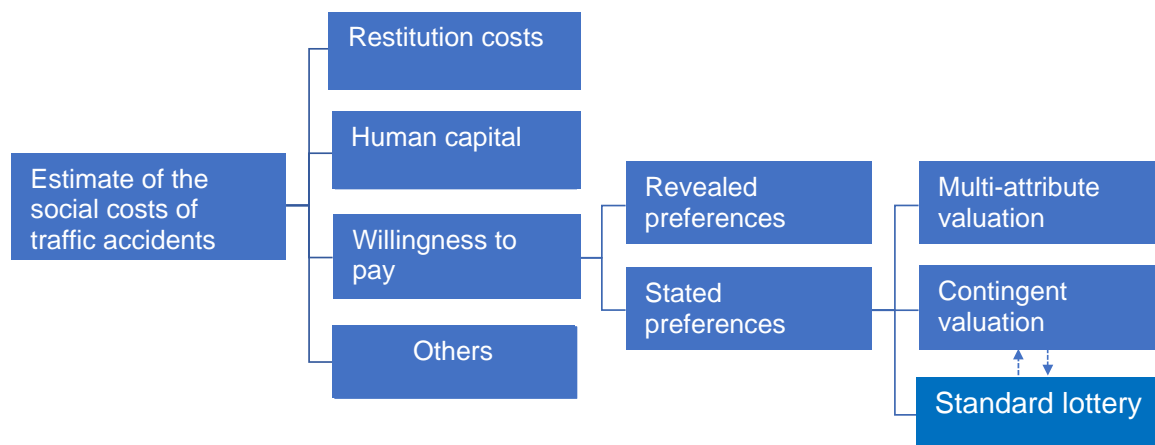 Restitution costs
Human capital
Estimate of the
social costs of
traffic accidents
Willingness to
pay
Others
Revealed
preferences
Stated
preferences
Multi-attribute
valuation
Contingent
valuation
Standard lottery